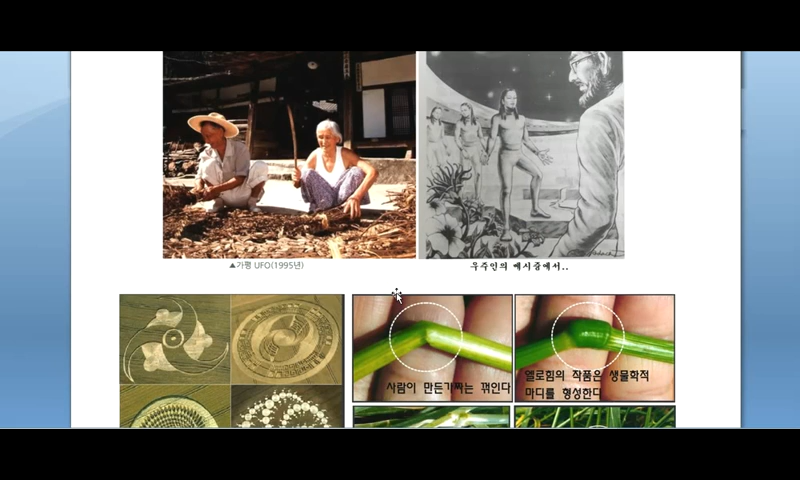 ▲가평 UFO(1995년)
우주인의 메시즘에서..
사람이 만든가짜는 꺾인다
엘로힘의 작품은 생물학적
마디를 형성한다